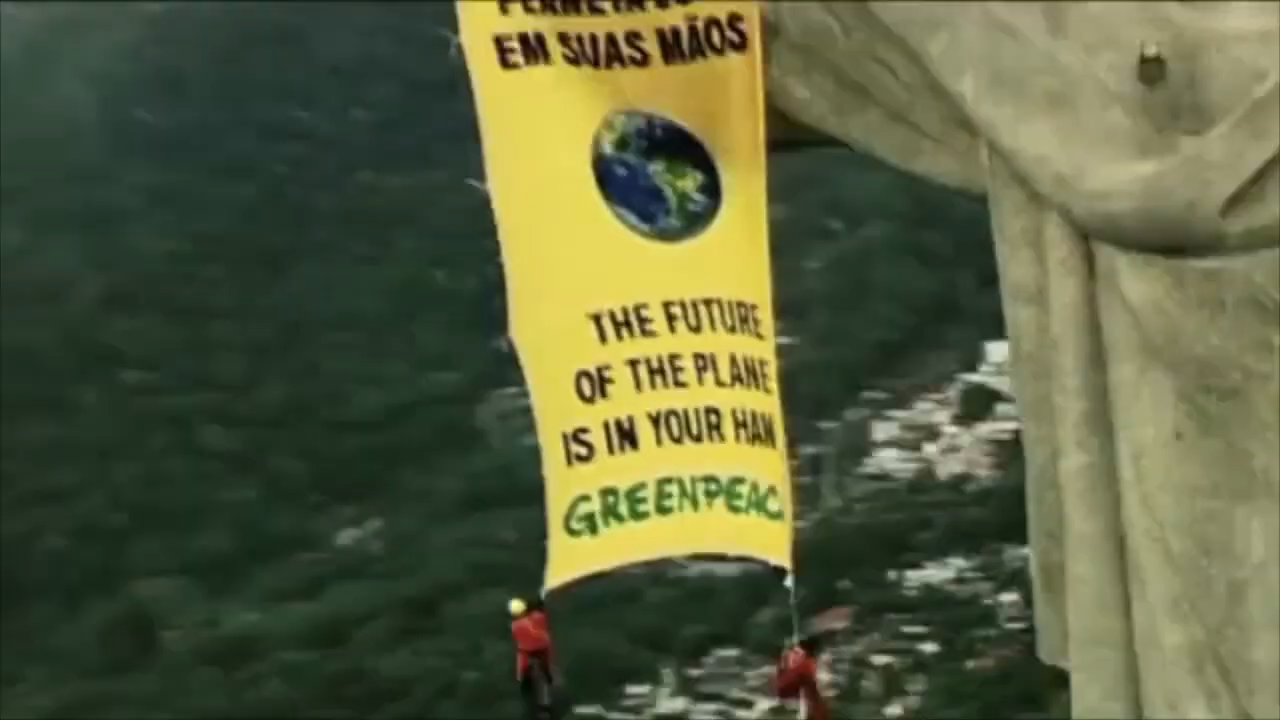 EM SUAS MÃOS
THE FUTURE
OF THE PLANE
IS IN YOUR HAN
GREENPEAC